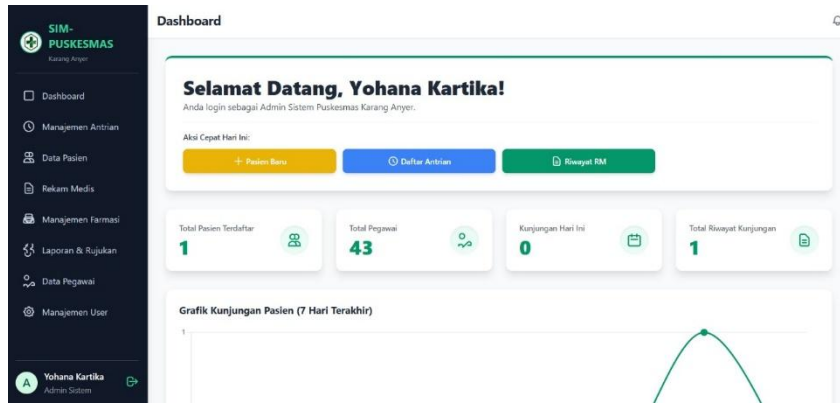 SIM-
PUSKESMAS
Karang Anyer
Dashboard
Manajemen Antrian
Data Pasien
Rekam Medis
Manajemen Farmasi
Laporan & Rujukan
Data Pegawai
Manajemen User
A
Yohana Kartika
Admin Sistem
Dashboard
Selamat Datang, Yohana Kartika!
Anda login sebagai Admin Sistem Puskesmas Karang Anyer.
Aksi Cepat Hari Ini:
+ Pasien Baru
Daftar Antrian
Riwayat RM
Total Pasien Terdaftar
1
Total Pegawai
43
Kunjungan Hari Ini
0
Total Riwayat Kunjungan
1
Grafik Kunjungan Pasien (7 Hari Terakhir)
1